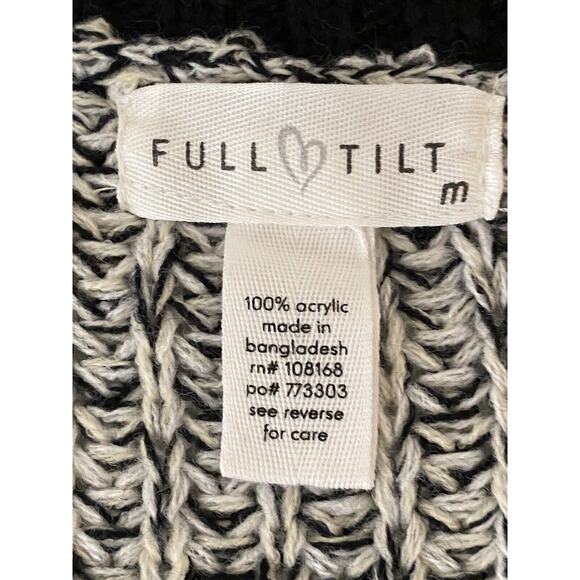 FULL TILT
m
100% acrylic
made in
bangladesh
rn# 108168
po# 773303
see reverse
for care